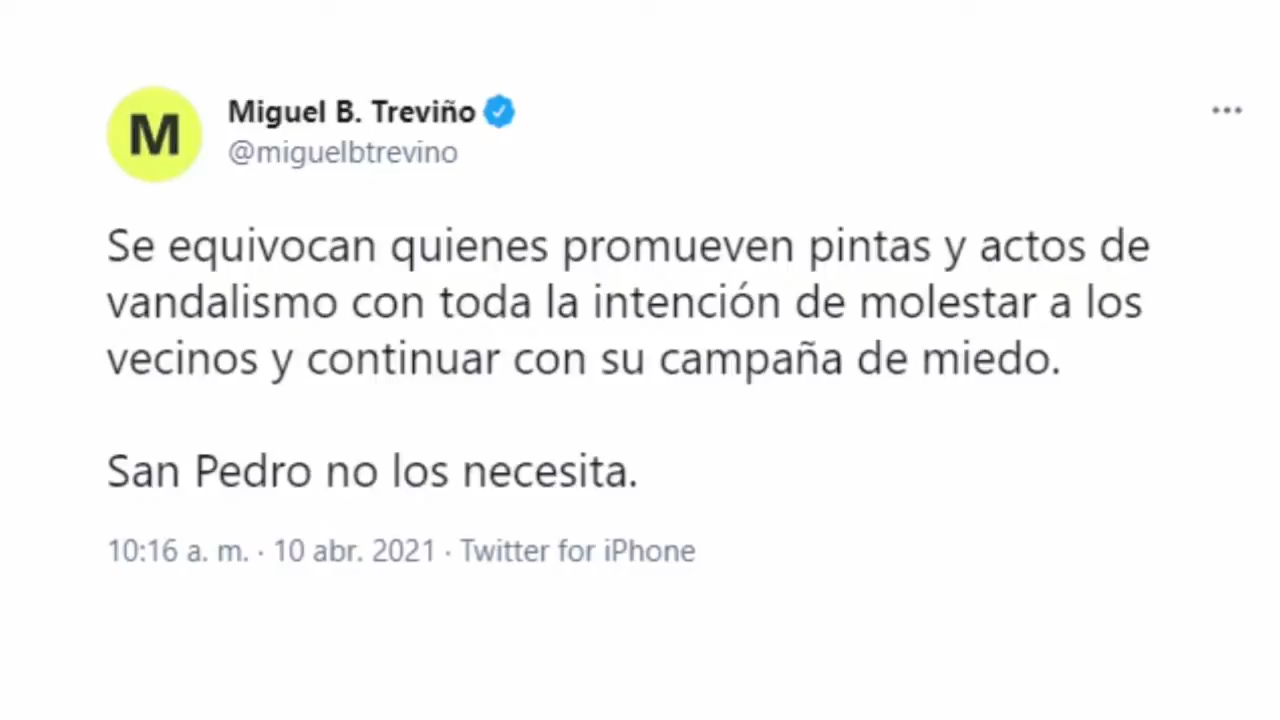 M
Miguel B. Treviño
@miguelbtrevino
Se equivocan quienes promueven pintas y actos de
vandalismo con toda la intención de molestar a los
vecinos y continuar con su campaña de miedo.
San Pedro no los necesita.
10:16 a. m. · 10 abr. 2021 · Twitter for iPhone